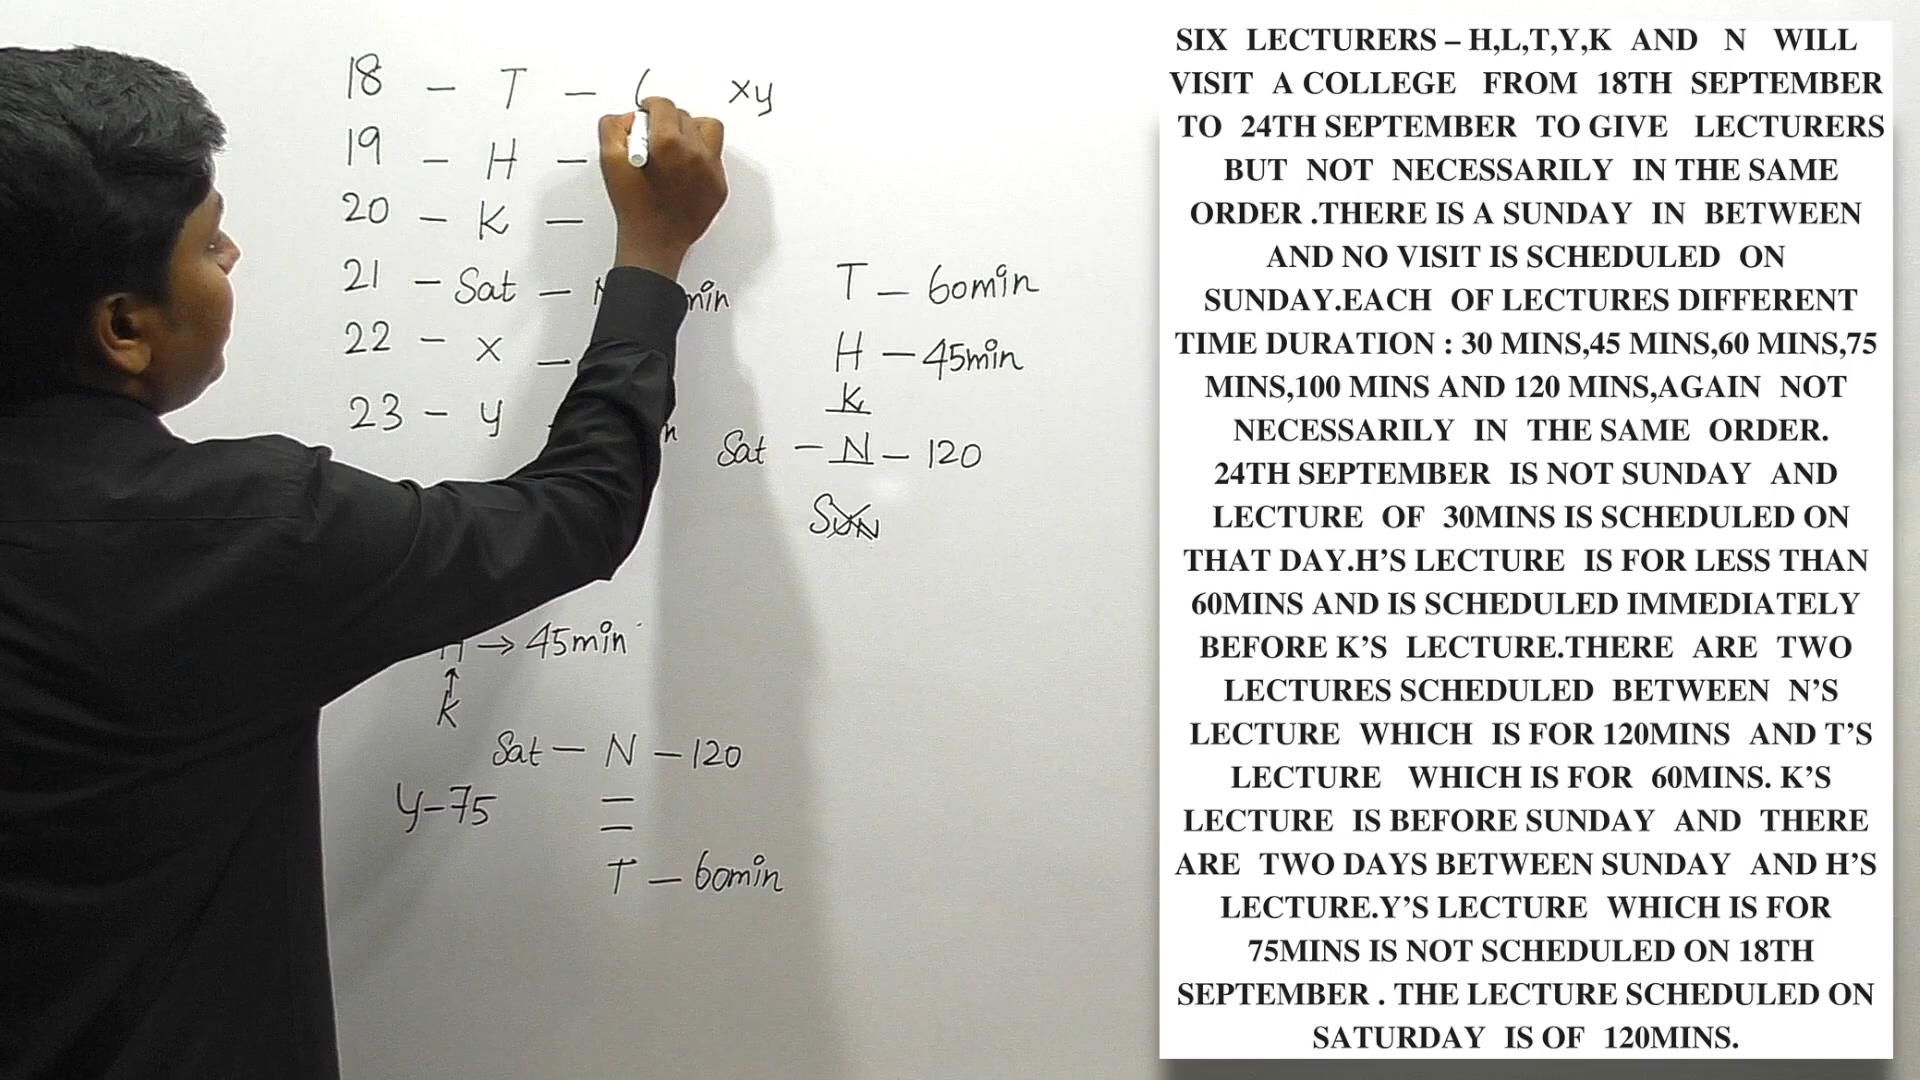 18 - T - 6 xy
19 - H -
20 - K -
21 - Sat - min
22 - x -
23 - y
T - 60min
H - 45min
K
Sat - N - 120
SUN
H → 45min
K
Sat - N - 120
y-75
T - 60min
SIX LECTURERS – H,L,T,Y,K AND N WILL
VISIT A COLLEGE FROM 18TH SEPTEMBER
TO 24TH SEPTEMBER TO GIVE LECTURERS
BUT NOT NECESSARILY IN THE SAME
ORDER .THERE IS A SUNDAY IN BETWEEN
AND NO VISIT IS SCHEDULED ON
SUNDAY.EACH OF LECTURES DIFFERENT
TIME DURATION : 30 MINS,45 MINS,60 MINS,75
MINS,100 MINS AND 120 MINS,AGAIN NOT
NECESSARILY IN THE SAME ORDER.
24TH SEPTEMBER IS NOT SUNDAY AND
LECTURE OF 30MINS IS SCHEDULED ON
THAT DAY.H’S LECTURE IS FOR LESS THAN
60MINS AND IS SCHEDULED IMMEDIATELY
BEFORE K’S LECTURE.THERE ARE TWO
LECTURES SCHEDULED BETWEEN N’S
LECTURE WHICH IS FOR 120MINS AND T’S
LECTURE WHICH IS FOR 60MINS. K’S
LECTURE IS BEFORE SUNDAY AND THERE
ARE TWO DAYS BETWEEN SUNDAY AND H’S
LECTURE.Y’S LECTURE WHICH IS FOR
75MINS IS NOT SCHEDULED ON 18TH
SEPTEMBER . THE LECTURE SCHEDULED ON
SATURDAY IS OF 120MINS.